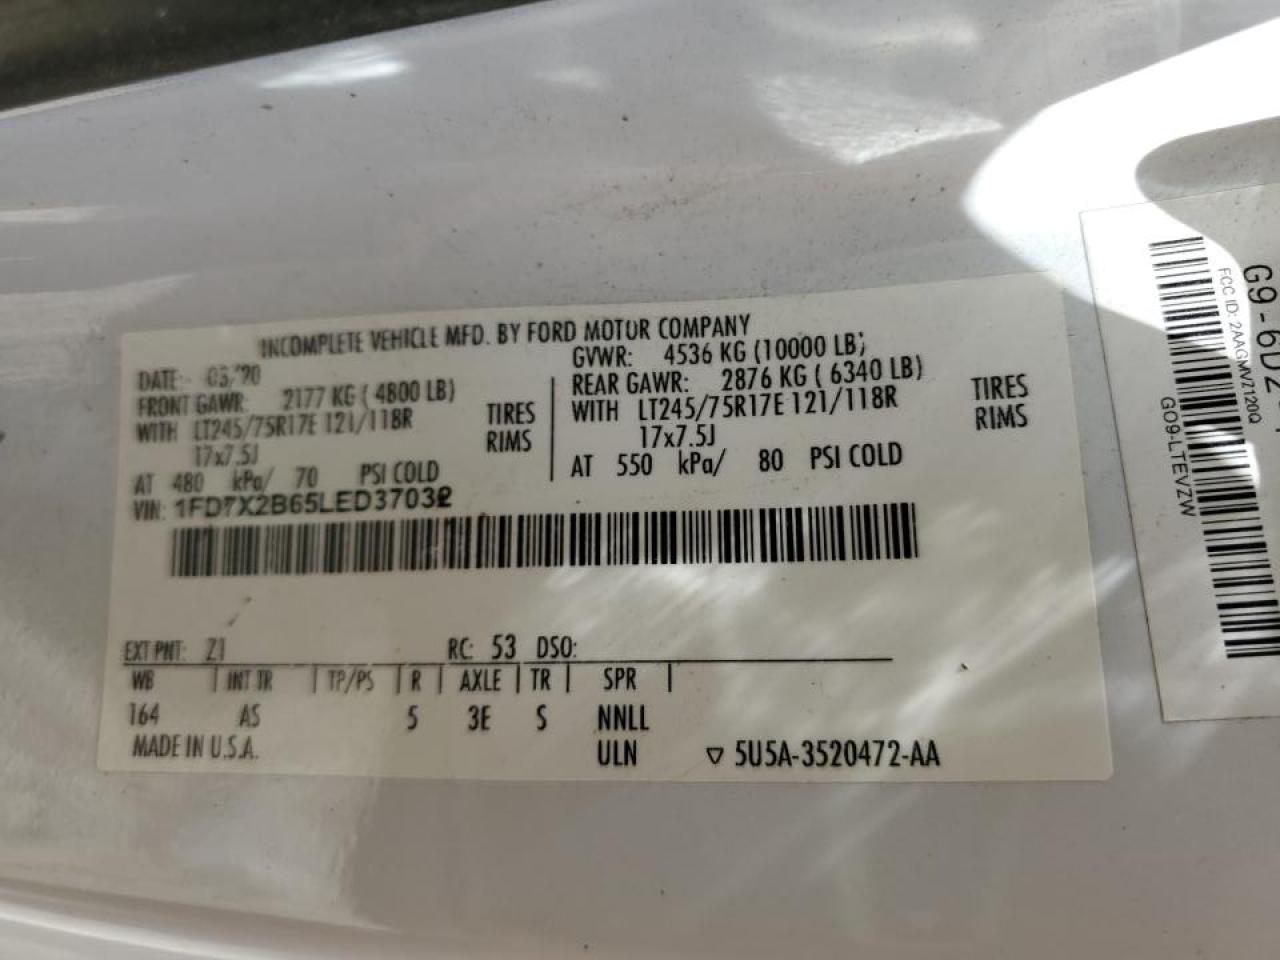 INCOMPLETE VEHICLE MFD. BY FORD MOTOR COMPANY
DATE: 03/20
GVWR: 4536 KG (10000 LB)
FRONT GAWR: 2177 KG ( 4800 LB)
REAR GAWR: 2876 KG ( 6340 LB)
WITH LT245/75R17E 121/118R TIRES
WITH LT245/75R17E 121/118R TIRES
17x7.5J RIMS
17x7.5J RIMS
AT 480 kPa/ 70 PSI COLD
AT 550 kPa/ 80 PSI COLD
VIN: 1FD7X2B65LED37032
EXT PNT: Z1 RC: 53 DSO:
WB INT TR TP/PS R AXLE TR SPR
164 AS 5 3E S NNLL
MADE IN U.S.A. ULN ▽ 5U5A-3520472-AA
FCC ID: 2AAGMVZ120Q
GO9-LTEVZW